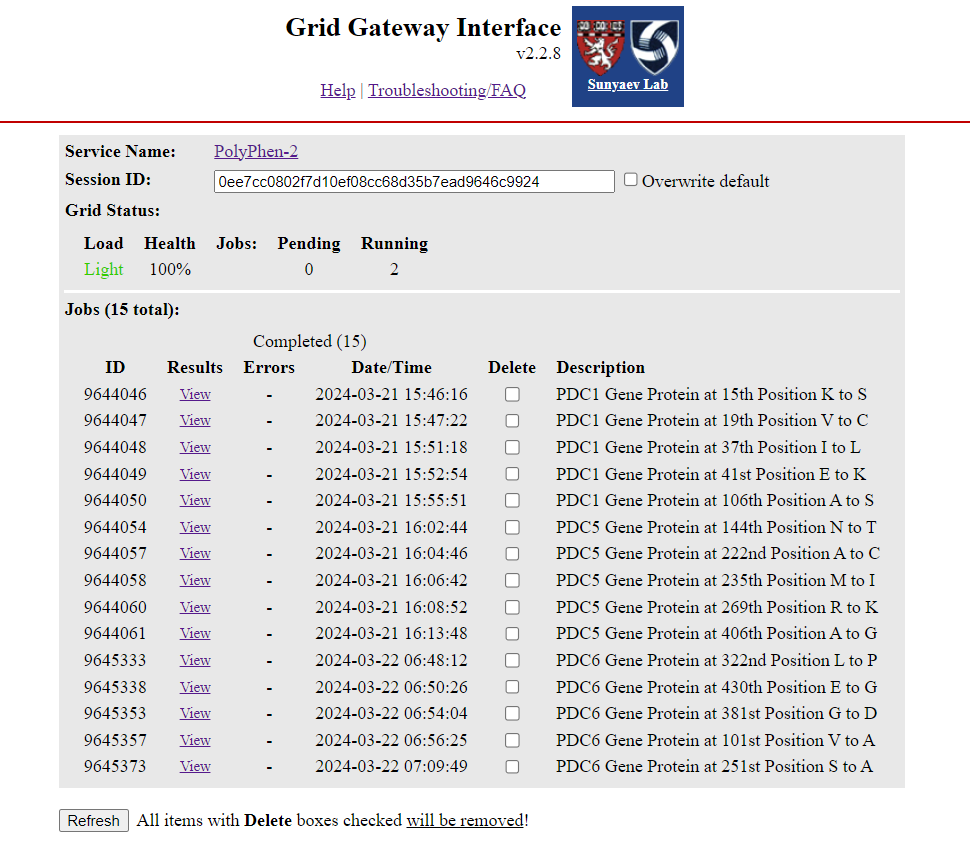 Grid Gateway Interface
v2.2.8
Help | Troubleshooting/FAQ
Sunyaev Lab
Service Name: PolyPhen-2
Session ID: 0ee7cc0802f7d10ef08cc68d35b7ead9646c9924 Overwrite default
Grid Status:
Load Health Jobs: Pending Running
Light 100% 0 2
Jobs (15 total):
Completed (15)
ID Results Errors Date/Time Delete Description
9644046 View - 2024-03-21 15:46:16 PDC1 Gene Protein at 15th Position K to S
9644047 View - 2024-03-21 15:47:22 PDC1 Gene Protein at 19th Position V to C
9644048 View - 2024-03-21 15:51:18 PDC1 Gene Protein at 37th Position I to L
9644049 View - 2024-03-21 15:52:54 PDC1 Gene Protein at 41st Position E to K
9644050 View - 2024-03-21 15:55:51 PDC1 Gene Protein at 106th Position A to S
9644054 View - 2024-03-21 16:02:44 PDC5 Gene Protein at 144th Position N to T
9644057 View - 2024-03-21 16:04:46 PDC5 Gene Protein at 222nd Position A to C
9644058 View - 2024-03-21 16:06:42 PDC5 Gene Protein at 235th Position M to I
9644060 View - 2024-03-21 16:08:52 PDC5 Gene Protein at 269th Position R to K
9644061 View - 2024-03-21 16:13:48 PDC5 Gene Protein at 406th Position A to G
9645333 View - 2024-03-22 06:48:12 PDC6 Gene Protein at 322nd Position L to P
9645338 View - 2024-03-22 06:50:26 PDC6 Gene Protein at 430th Position E to G
9645353 View - 2024-03-22 06:54:04 PDC6 Gene Protein at 381st Position G to D
9645357 View - 2024-03-22 06:56:25 PDC6 Gene Protein at 101st Position V to A
9645373 View - 2024-03-22 07:09:49 PDC6 Gene Protein at 251st Position S to A
Refresh All items with Delete boxes checked will be removed!